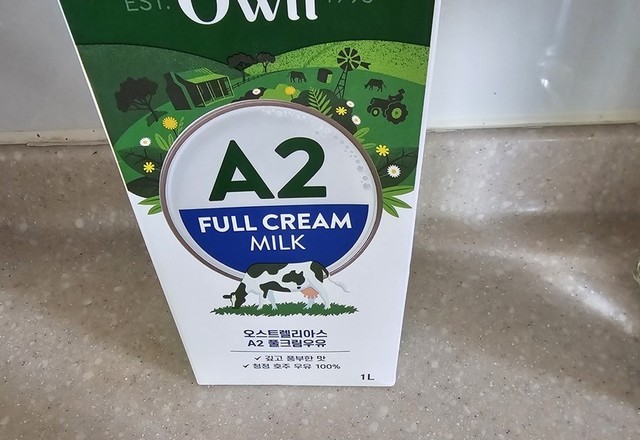 EST. Own 1995
A2
FULL CREAM
MILK
오스트렐리아스
A2 풀크림우유
✓ 깊고 풍부한 맛
✓ 청정 호주 우유 100%
1L